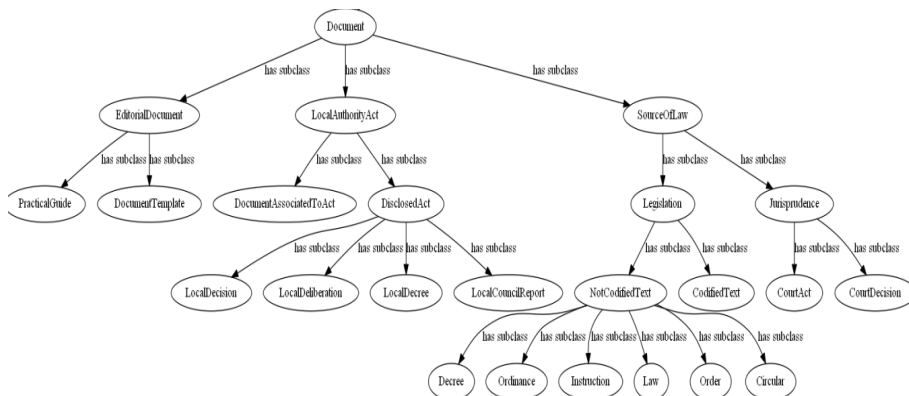 Document
has subclass has subclass has subclass
EditorialDocument LocalAuthorityAct SourceOfLaw
has subclass has subclass has subclass has subclass has subclass has subclass
PracticalGuide DocumentTemplate DocumentAssociatedToAct DisclosedAct Legislation Jurisprudence
has subclass has subclass has subclass has subclass has subclass has subclass has subclass has subclass
LocalDecision LocalDeliberation LocalDecree LocalCouncilReport NotCodifiedText CodifiedText CourtAct CourtDecision
has subclass has subclass has subclass has subclass has subclass has subclass
Decree Ordinance Instruction Law Order Circular